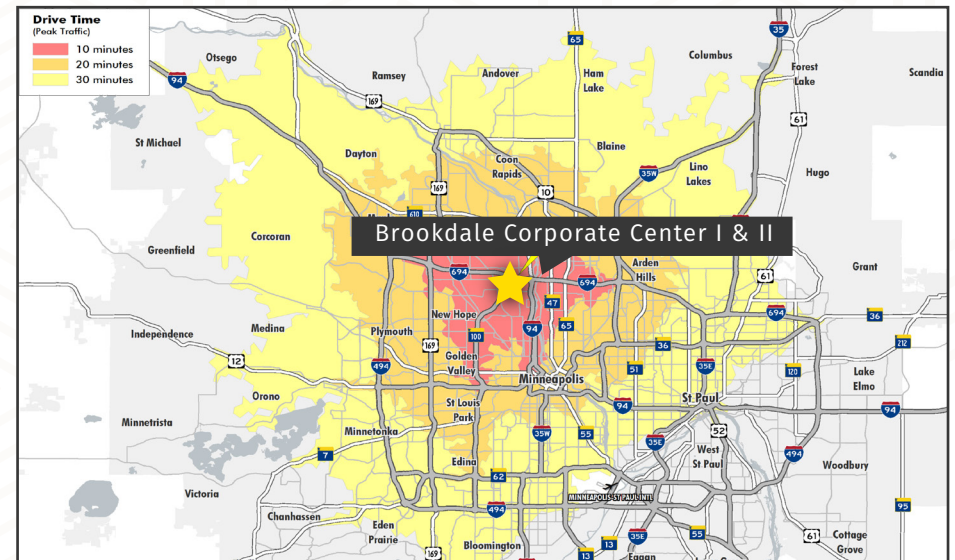 Drive Time
(Peak Traffic)
10 minutes
20 minutes
30 minutes
Otsego
65
35
Columbus
Forest
Lake
Scandia
94
Ramsey
Andover
Ham
Lake
169
61
St Michael
Dayton
Coon
Rapids
Blaine
35W
Lino
Lakes
Hugo
169
10
610
Brookdale Corporate Center I & II
Corcoran
Greenfield
694
Arden
Hills
694
61
Grant
47
New Hope
94
65
694
36
Independence
Medina
Plymouth
100
169
36
212
12
Golden
Valley
494
Minneapolis
51
35E
120
Lake
Elmo
Orono
St Louis
Park
94
St Paul
94
Minnetrista
Minnetonka
35W
55
35E
52
7
Edina
62
West
St Paul
494
Woodbury
Victoria
MINNEAPOLIS-ST PAUL INTL
494
95
Chanhassen
Eden
Prairie
169
Bloomington
13
13
35E
Eagan
55
61
Cottage
Grove